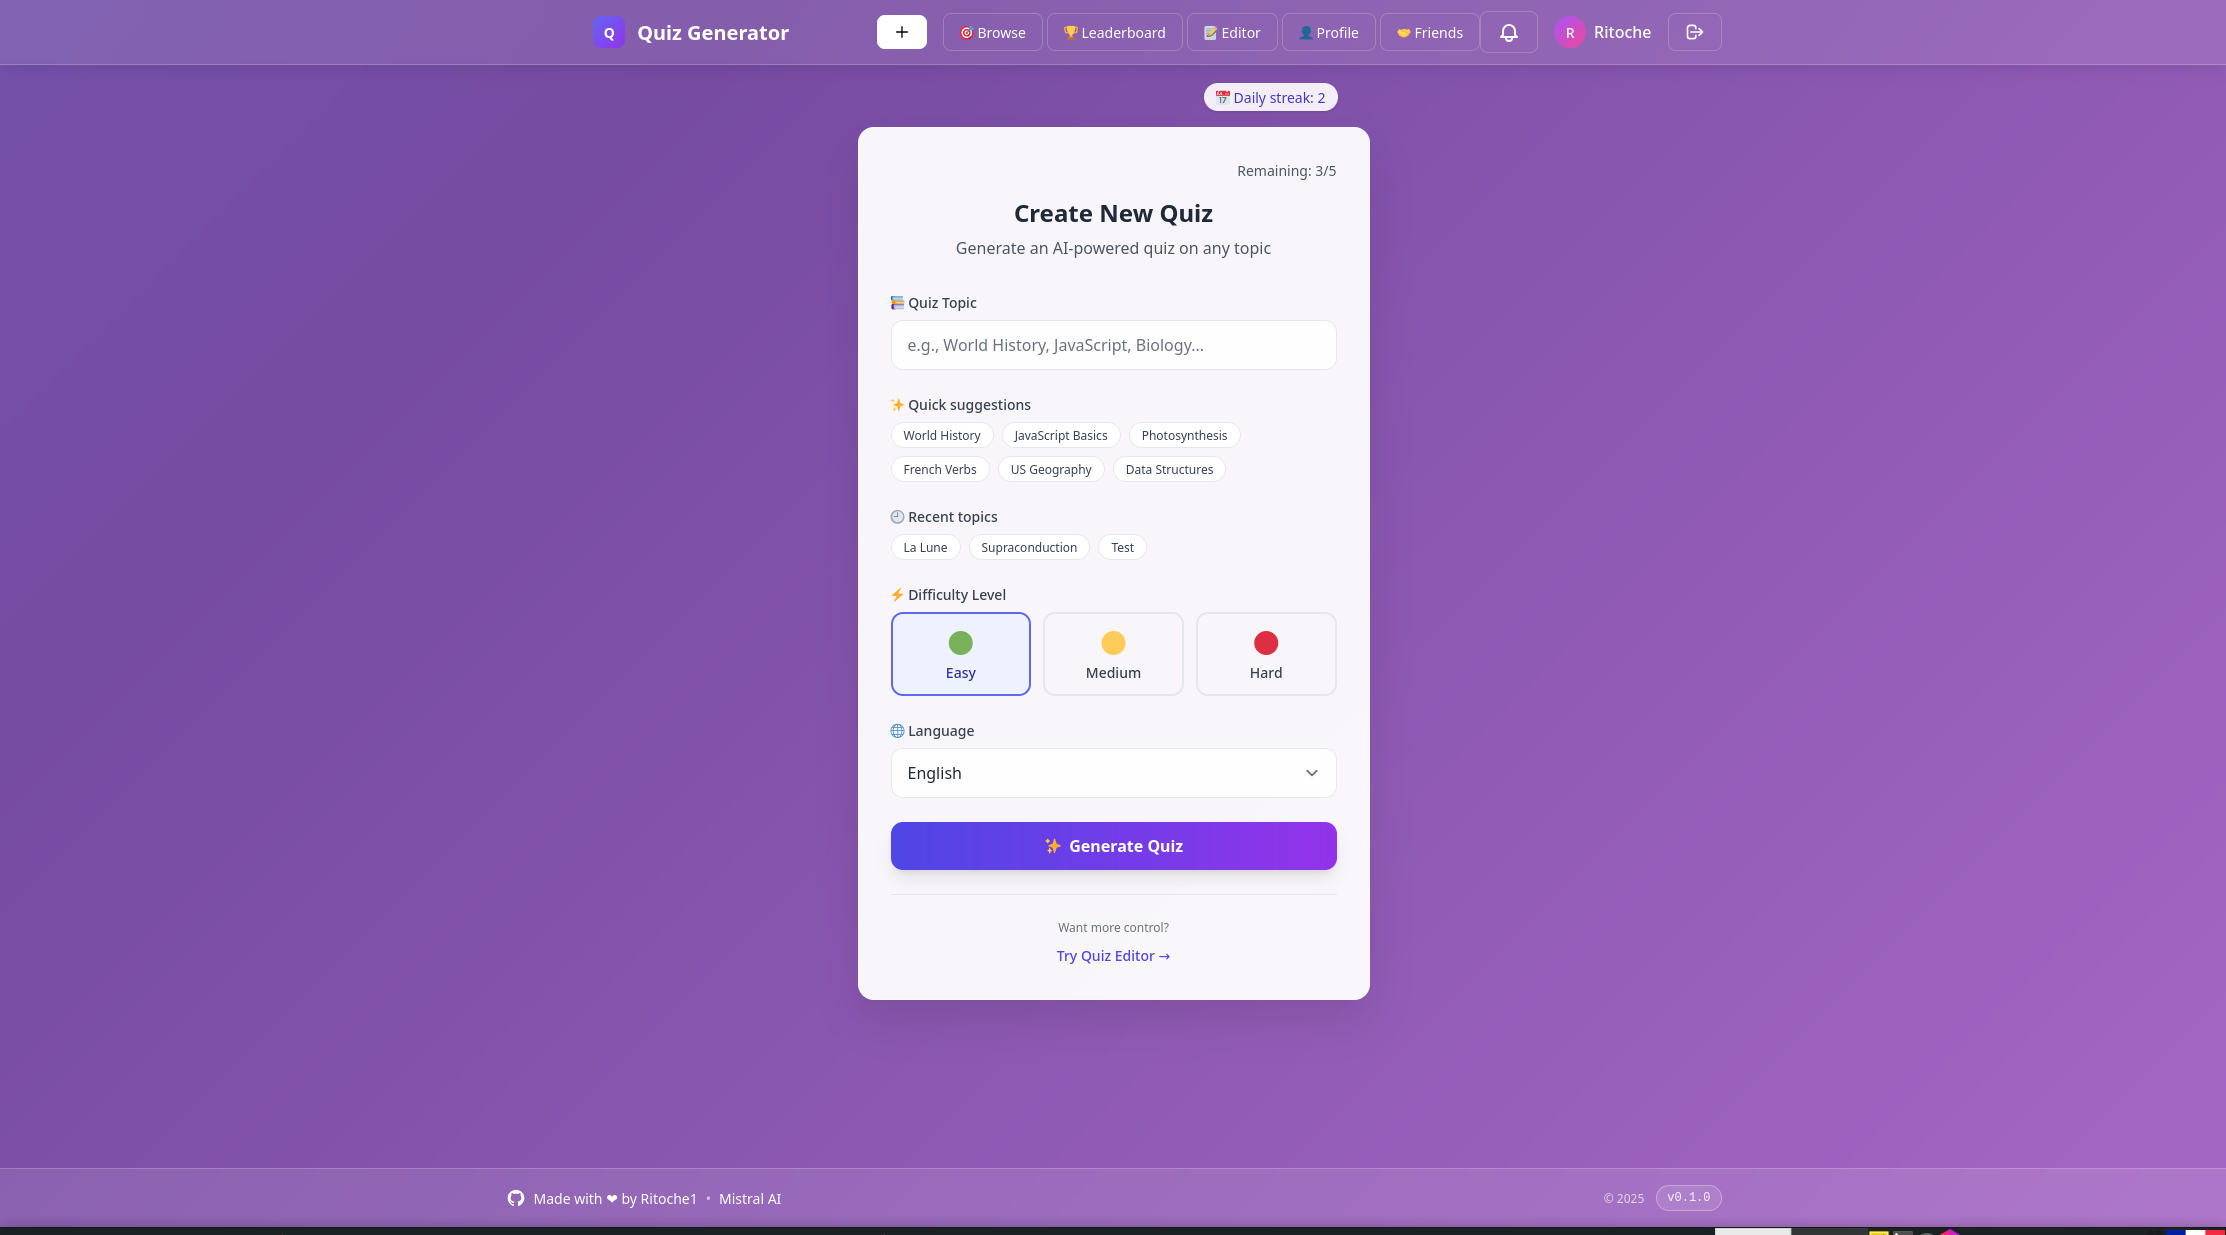 Q Quiz Generator + 🎯 Browse 🏆 Leaderboard 📝 Editor 👤 Profile 🤝 Friends R Ritoche
📅 Daily streak: 2
Remaining: 3/5
Create New Quiz
Generate an AI-powered quiz on any topic
📚 Quiz Topic
e.g., World History, JavaScript, Biology...
✨ Quick suggestions
World History JavaScript Basics Photosynthesis
French Verbs US Geography Data Structures
🕘 Recent topics
La Lune Supraconduction Test
⚡ Difficulty Level
Easy Medium Hard
🌐 Language
English
✨ Generate Quiz
Want more control?
Try Quiz Editor →
Made with ❤ by Ritoche1 • Mistral AI © 2025 v0.1.0